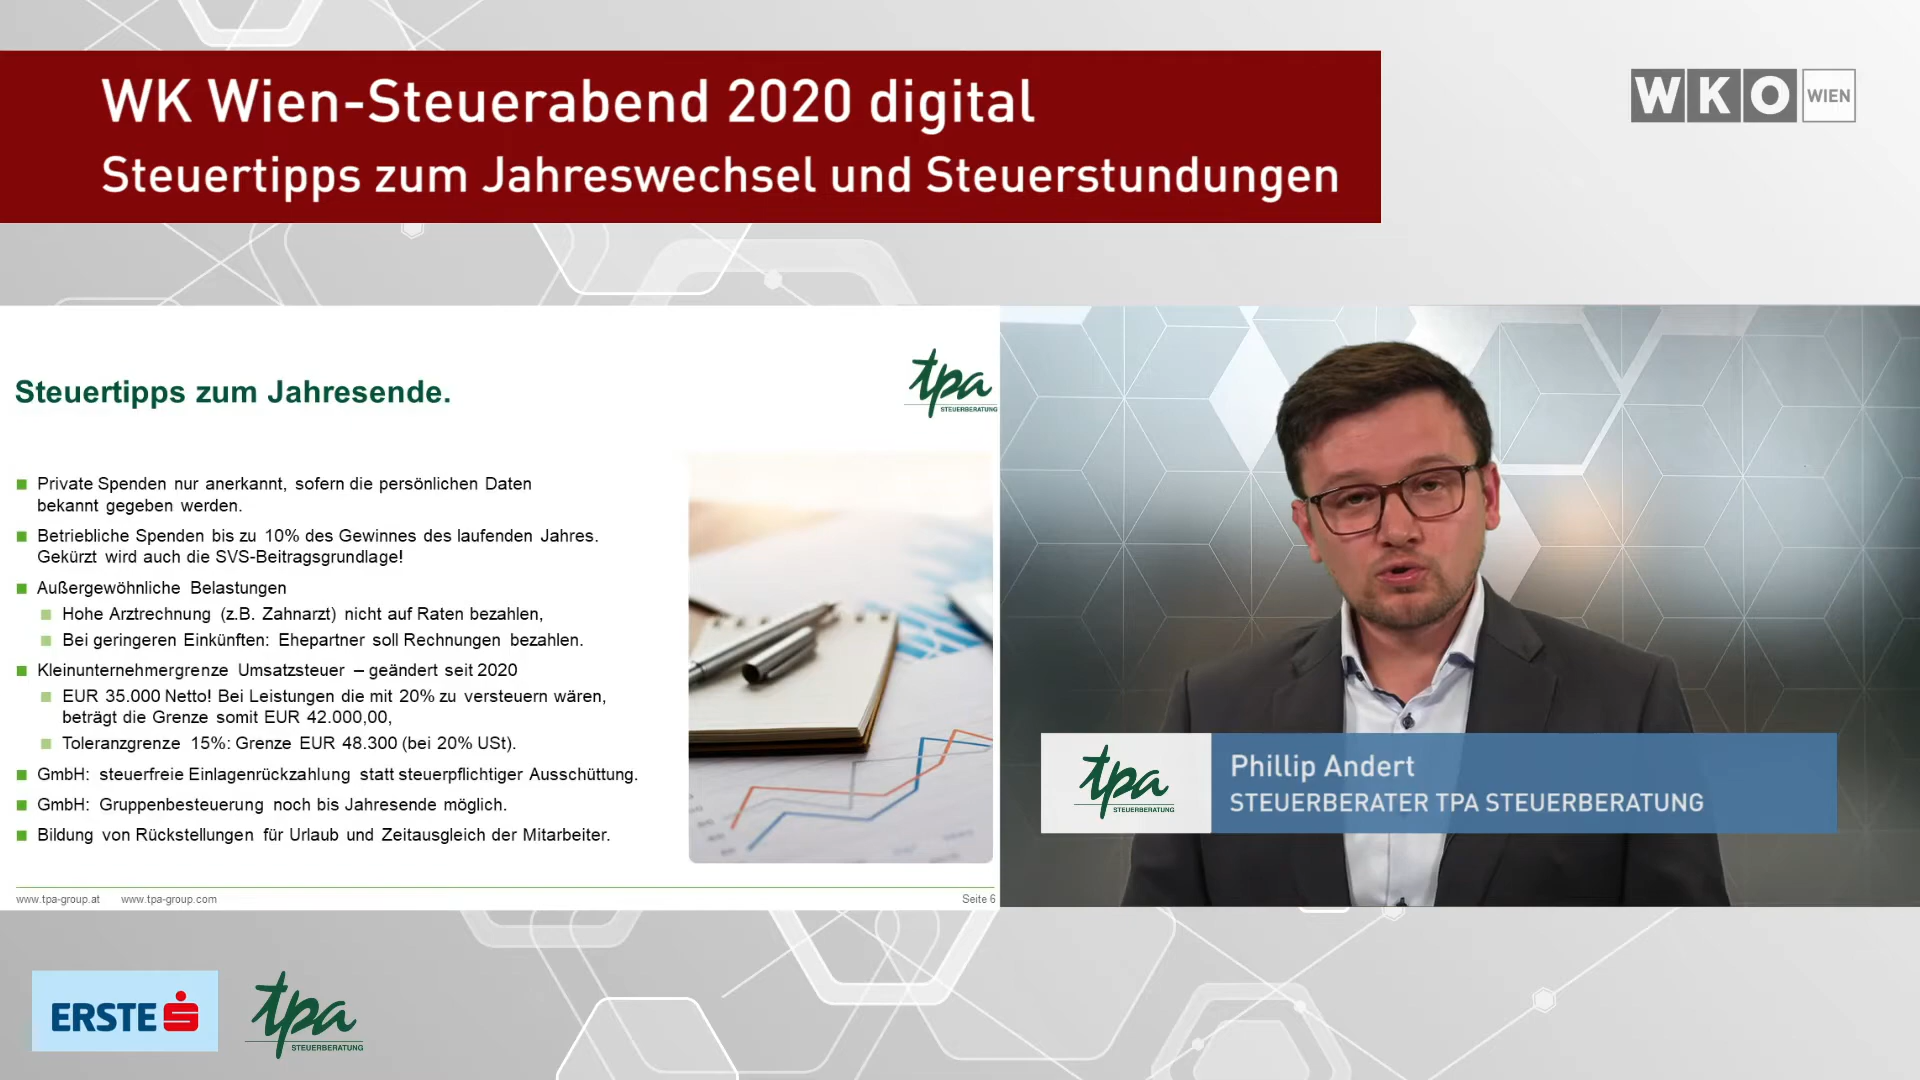 WK Wien-Steuerabend 2020 digital
Steuertipps zum Jahreswechsel und Steuerstundungen
WKO WIEN
Steuertipps zum Jahresende.
tpa
STEUERBERATUNG
Private Spenden nur anerkannt, sofern die persönlichen Daten
bekannt gegeben werden.
Betriebliche Spenden bis zu 10% des Gewinnes des laufenden Jahres.
Gekürzt wird auch die SVS-Beitragsgrundlage!
Außergewöhnliche Belastungen
Hohe Arztrechnung (z.B. Zahnarzt) nicht auf Raten bezahlen,
Bei geringeren Einkünften: Ehepartner soll Rechnungen bezahlen.
Kleinunternehmergrenze Umsatzsteuer – geändert seit 2020
EUR 35.000 Netto! Bei Leistungen die mit 20% zu versteuern wären,
beträgt die Grenze somit EUR 42.000,00,
Toleranzgrenze 15%: Grenze EUR 48.300 (bei 20% USt).
GmbH: steuerfreie Einlagenrückzahlung statt steuerpflichtiger Ausschüttung.
GmbH: Gruppenbesteuerung noch bis Jahresende möglich.
Bildung von Rückstellungen für Urlaub und Zeitausgleich der Mitarbeiter.
www.tpa-group.at www.tpa-group.com Seite 6
tpa
STEUERBERATUNG
Phillip Andert
STEUERBERATER TPA STEUERBERATUNG
ERSTE
tpa
STEUERBERATUNG